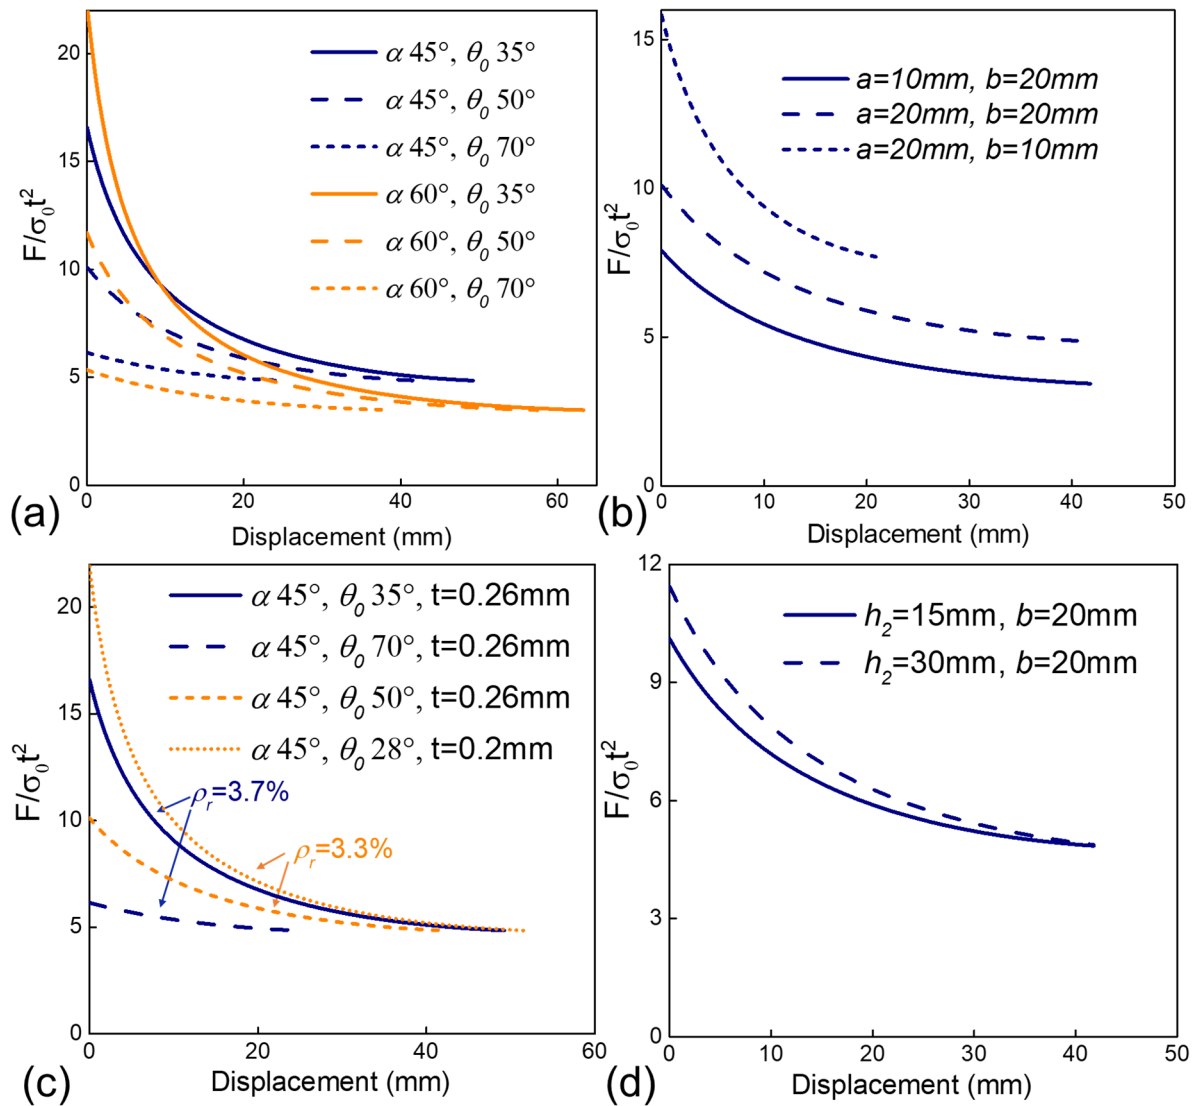 α 45°, θ₀ 35°
α 45°, θ₀ 50°
α 45°, θ₀ 70°
α 60°, θ₀ 35°
α 60°, θ₀ 50°
α 60°, θ₀ 70°
20
15
10
5
0
F/σ₀t²
0 20 40 60
Displacement (mm)
(a)
a=10mm, b=20mm
a=20mm, b=20mm
a=20mm, b=10mm
15
10
5
0
F/σ₀t²
0 10 20 30 40 50
Displacement (mm)
(b)
α 45°, θ₀ 35°, t=0.26mm
α 45°, θ₀ 70°, t=0.26mm
α 45°, θ₀ 50°, t=0.26mm
α 45°, θ₀ 28°, t=0.2mm
ρᵣ=3.7%
ρᵣ=3.3%
20
15
10
5
0
F/σ₀t²
0 20 40 60
Displacement (mm)
(c)
h₂=15mm, b=20mm
h₂=30mm, b=20mm
12
9
6
3
0
F/σ₀t²
0 10 20 30 40 50
Displacement (mm)
(d)